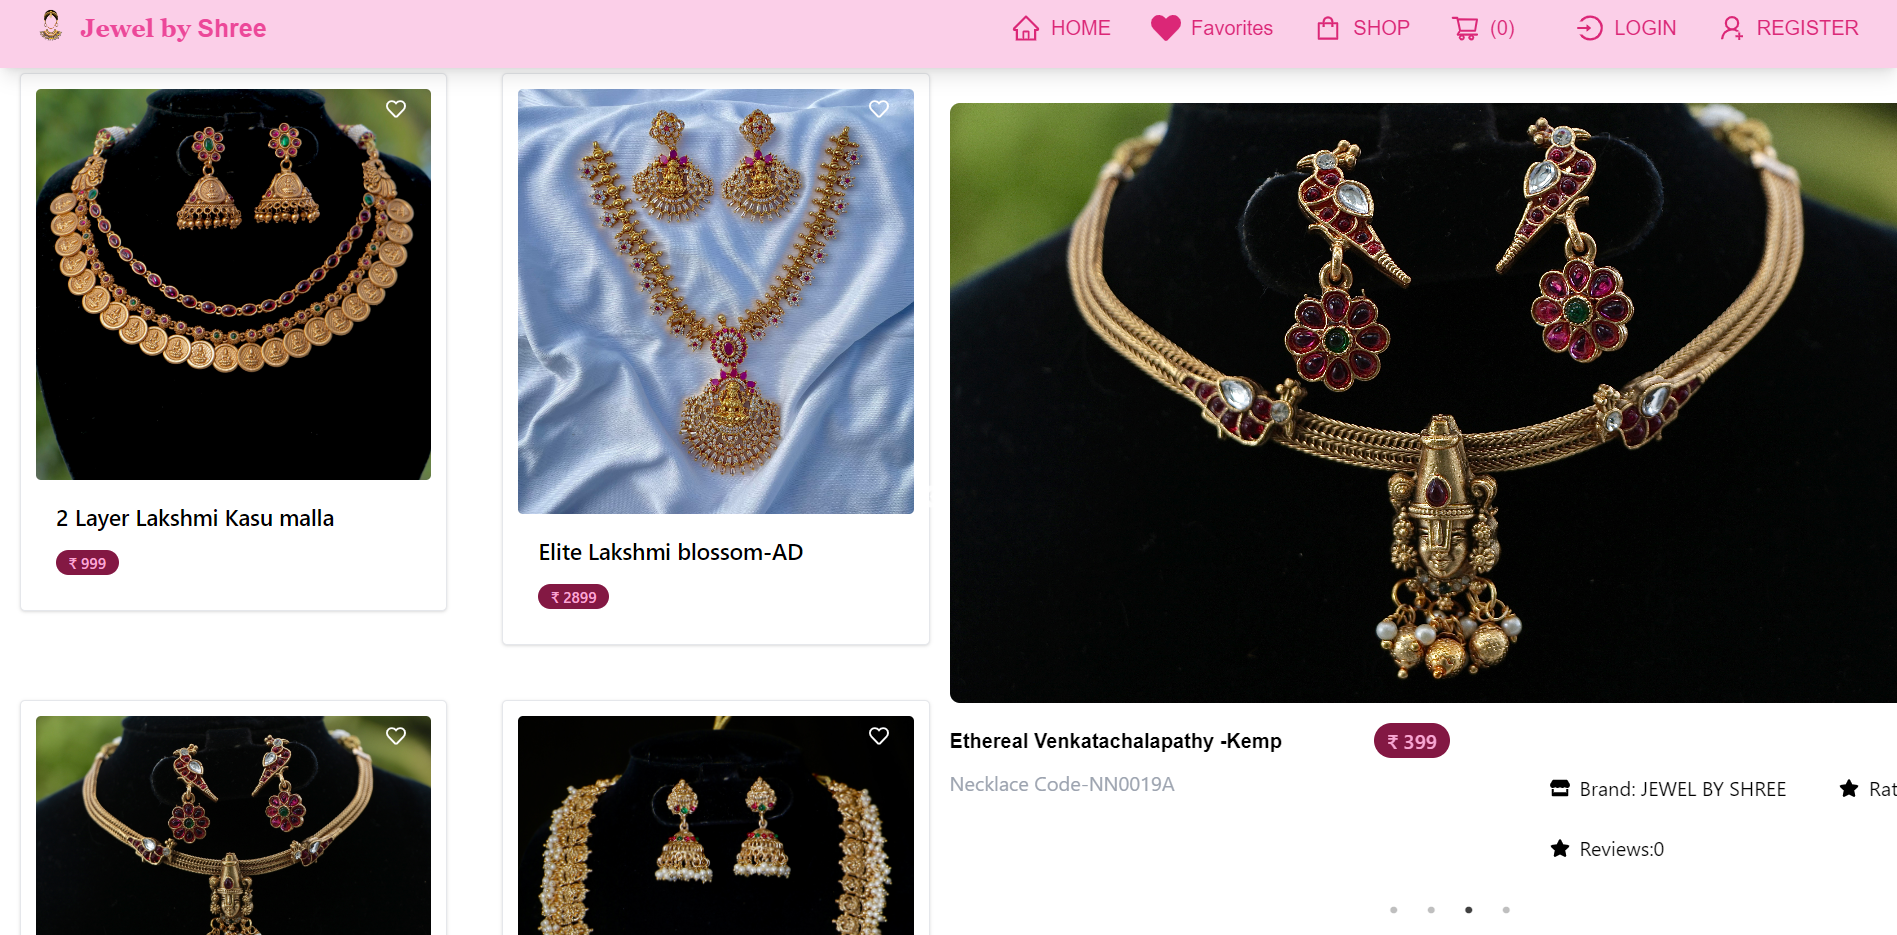 Jewel by Shree
HOME
Favorites
SHOP
(0)
LOGIN
REGISTER
2 Layer Lakshmi Kasu malla
₹ 999
Elite Lakshmi blossom-AD
₹ 2899
Ethereal Venkatachalapathy -Kemp
₹ 399
Necklace Code-NN0019A
Brand: JEWEL BY SHREE
Rat
Reviews:0